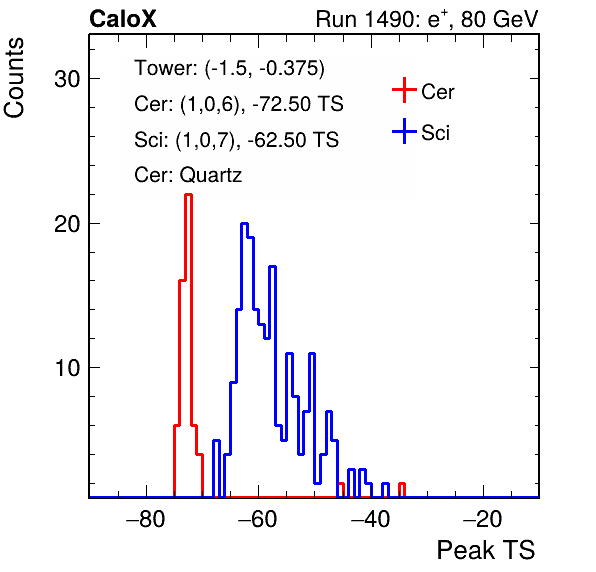 CaloX Run 1490: e⁺, 80 GeV
Counts
Tower: (-1.5, -0.375)
Cer: (1,0,6), -72.50 TS
Sci: (1,0,7), -62.50 TS
Cer: Quartz
Cer
Sci
30
20
10
−80 −60 −40 −20
Peak TS